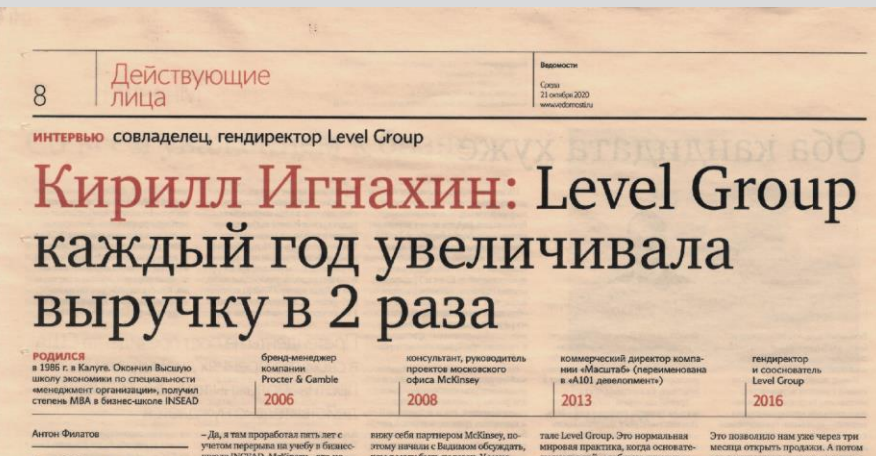 8
Действующие
лица
Ведомости
Среда
21 октября 2020
www.vedomosti.ru
ИНТЕРВЬЮ совладелец, гендиректор Level Group
Кирилл Игнахин: Level Group
каждый год увеличивала
выручку в 2 раза
РОДИЛСЯ
в 1986 г. в Калуге. Окончил Высшую
школу экономики по специальности
«менеджмент организации», получил
степень MBA в бизнес-школе INSEAD
бренд-менеджер
компании
Procter & Gamble
2006
консультант, руководитель
проектов московского
офиса McKinsey
2008
коммерческий директор компа-
нии «Масштаб» (переименована
в «А101 девелопмент»)
2013
гендиректор
и сооснователь
Level Group
2016
Антон Филатов
– Да, я там проработал пять лет с
учетом перерыва на учебу в бизнес-
вижу себя партнером McKinsey, по-
этому начали с Вадимом обсуждать,
тале Level Group. Это нормальная
мировая практика, когда основате-
Это позволило нам уже через три
месяца открыть продажи. А потом